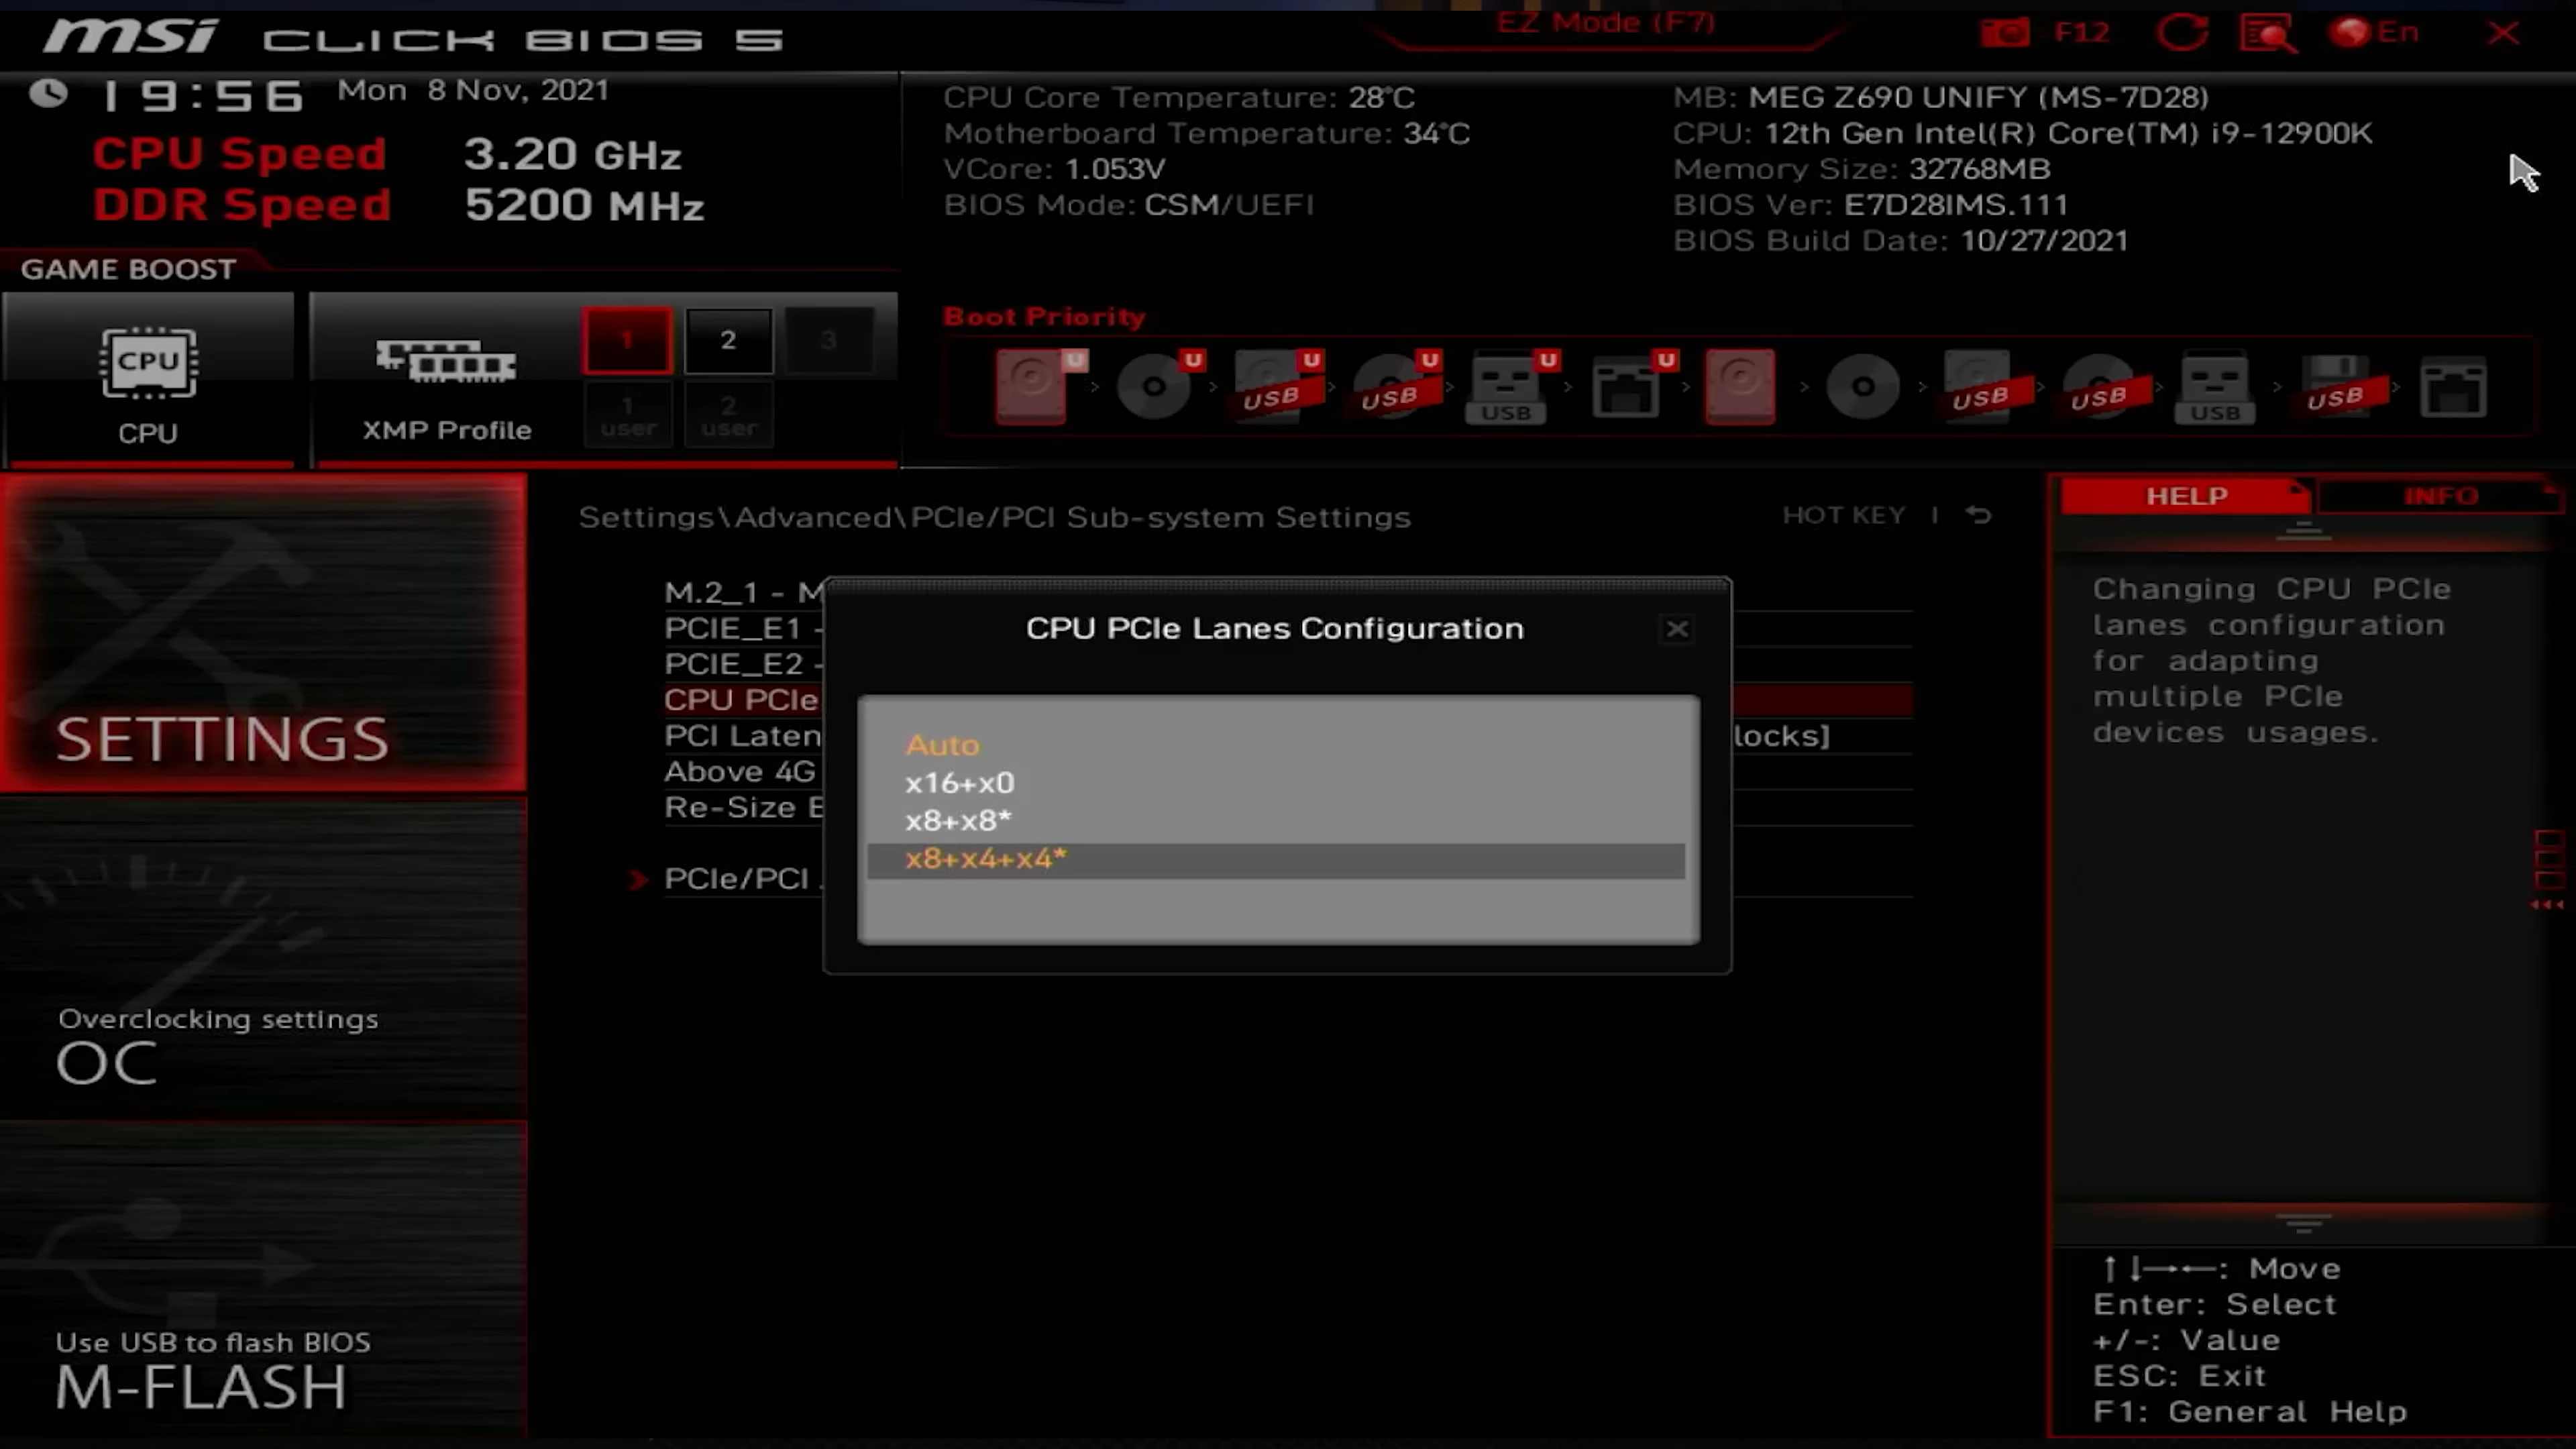 msi CLICK BIOS 5
EZ Mode (F7)
F12
En
19:56 Mon 8 Nov, 2021
CPU Speed 3.20 GHz
DDR Speed 5200 MHz
CPU Core Temperature: 28°C
Motherboard Temperature: 34°C
VCore: 1.053V
BIOS Mode: CSM/UEFI
MB: MEG Z690 UNIFY (MS-7D28)
CPU: 12th Gen Intel(R) Core(TM) i9-12900K
Memory Size: 32768MB
BIOS Ver: E7D28IMS.111
BIOS Build Date: 10/27/2021
GAME BOOST
CPU
CPU
XMP Profile
1 2 3
1 user 2 user
Boot Priority
U U U U U U
USB USB USB USB USB USB USB
SETTINGS
Overclocking settings
OC
Use USB to flash BIOS
M-FLASH
Settings\Advanced\PCIe/PCI Sub-system Settings
HOT KEY |
M.2_1 - M
PCIE_E1 -
PCIE_E2 -
CPU PCIe
PCI Laten
locks]
Above 4G
Re-Size B
PCIe/PCI
CPU PCIe Lanes Configuration
Auto
x16+x0
x8+x8*
x8+x4+x4*
HELP
INFO
Changing CPU PCIe
lanes configuration
for adapting
multiple PCIe
devices usages.
↑↓→←: Move
Enter: Select
+/-: Value
ESC: Exit
F1: General Help